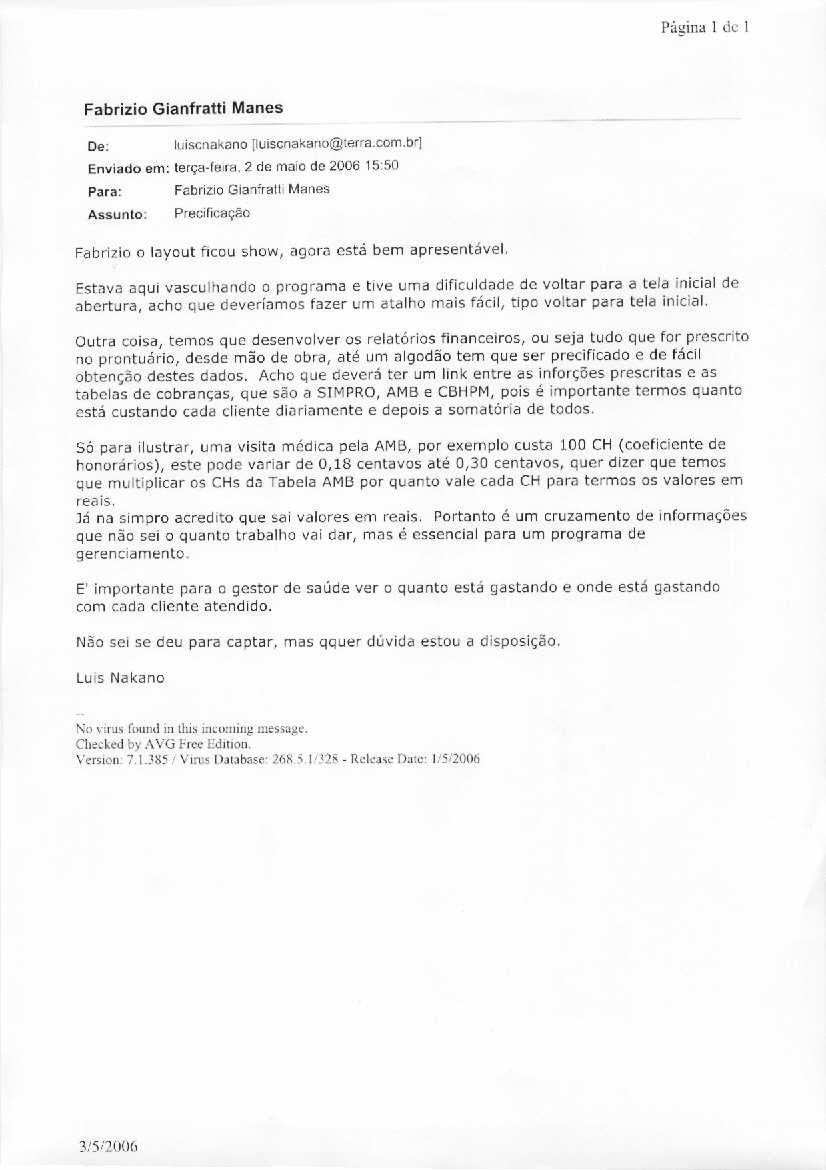 Página 1 de 1
Fabrizio Gianfratti Manes
De: luiscnakano [luiscnakano@terra.com.br]
Enviado em: terça-feira, 2 de maio de 2006 15:50
Para: Fabrizio Gianfratti Manes
Assunto: Precificação
Fabrizio o layout ficou show, agora está bem apresentável.
Estava aqui vasculhando o programa e tive uma dificuldade de voltar para a tela inicial de
abertura, acho que deveríamos fazer um atalho mais fácil, tipo voltar para tela inicial.
Outra coisa, temos que desenvolver os relatórios financeiros, ou seja tudo que for prescrito
no prontuário, desde mão de obra, até um algodão tem que ser precificado e de fácil
obtenção destes dados. Acho que deverá ter um link entre as inforções prescritas e as
tabelas de cobranças, que são a SIMPRO, AMB e CBHPM, pois é importante termos quanto
está custando cada cliente diariamente e depois a somatória de todos.
Só para ilustrar, uma visita médica pela AMB, por exemplo custa 100 CH (coeficiente de
honorários), este pode variar de 0,18 centavos até 0,30 centavos, quer dizer que temos
que multiplicar os CHs da Tabela AMB por quanto vale cada CH para termos os valores em
reais.
Já na simpro acredito que sai valores em reais. Portanto é um cruzamento de informações
que não sei o quanto trabalho vai dar, mas é essencial para um programa de
gerenciamento.
E' importante para o gestor de saúde ver o quanto está gastando e onde está gastando
com cada cliente atendido.
Não sei se deu para captar, mas qquer dúvida estou a disposição.
Luis Nakano
--
No virus found in this incoming message.
Checked by AVG Free Edition.
Version: 7.1.385 / Virus Database: 268.5.1/328 - Release Date: 1/5/2006
3/5/2006